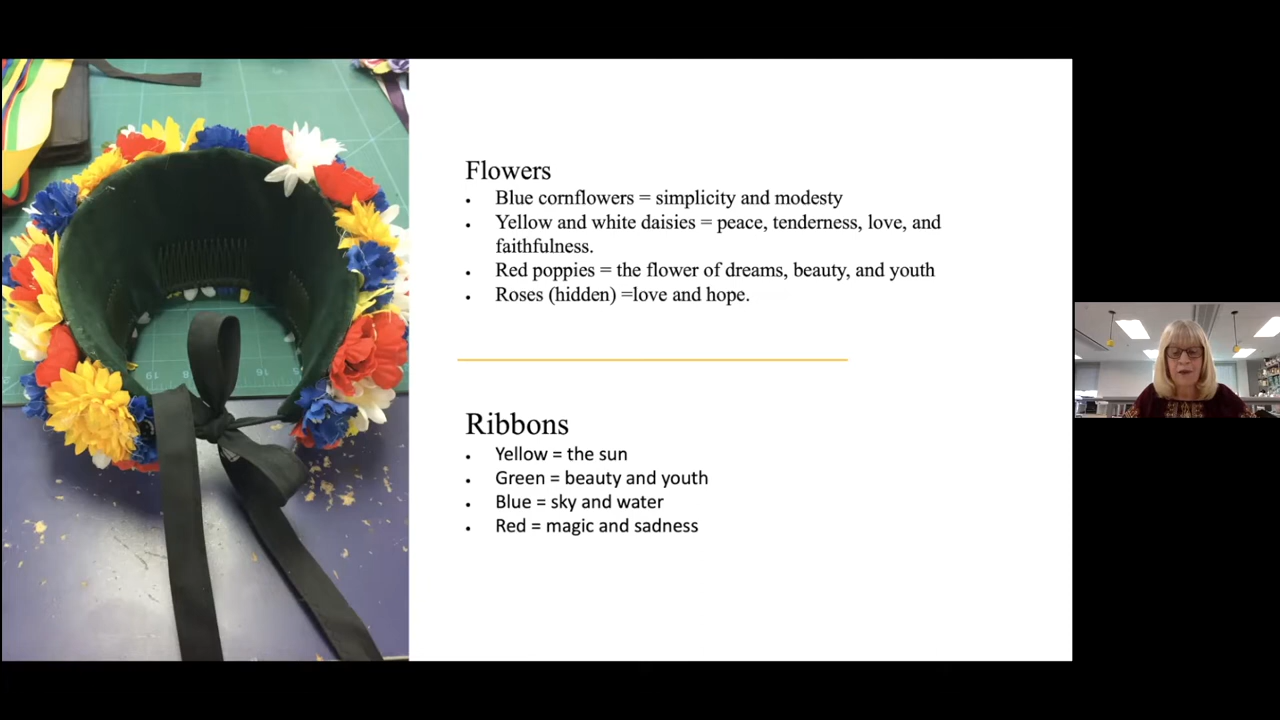 Flowers
• Blue cornflowers = simplicity and modesty
• Yellow and white daisies = peace, tenderness, love, and
faithfulness.
• Red poppies = the flower of dreams, beauty, and youth
• Roses (hidden) =love and hope.
Ribbons
• Yellow = the sun
• Green = beauty and youth
• Blue = sky and water
• Red = magic and sadness
19
16